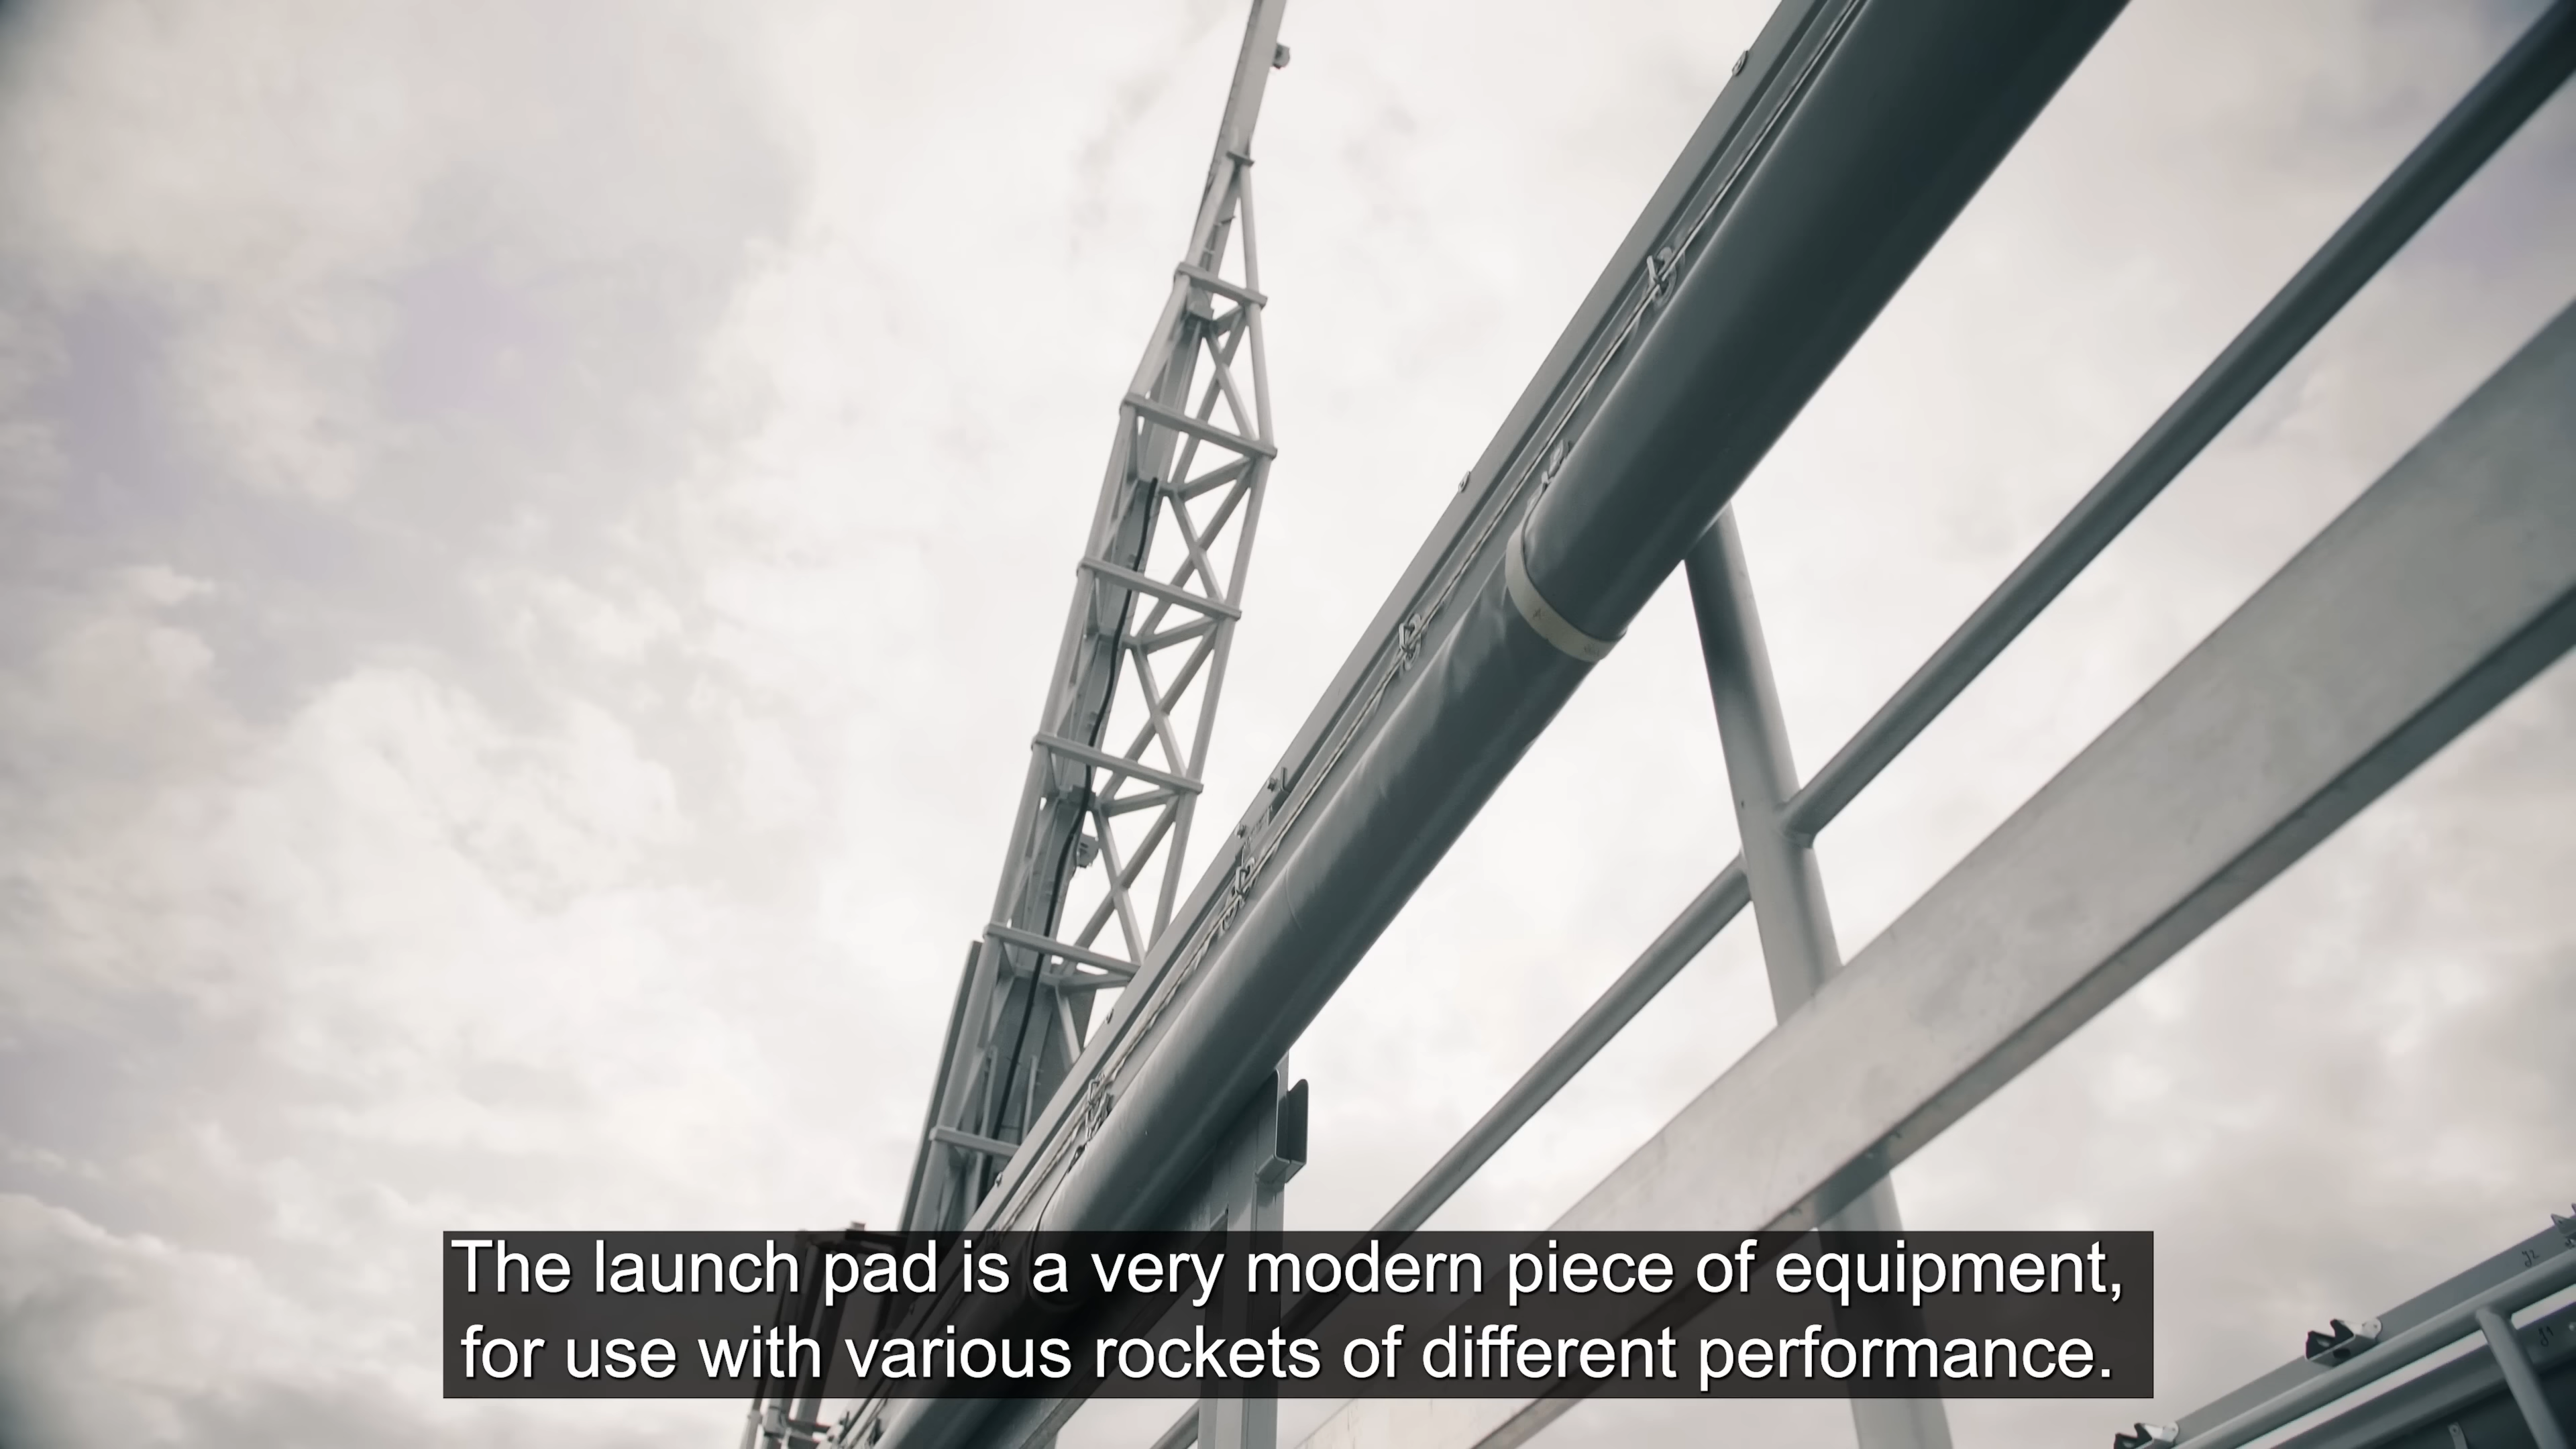 The launch pad is a very modern piece of equipment,
for use with various rockets of different performance.